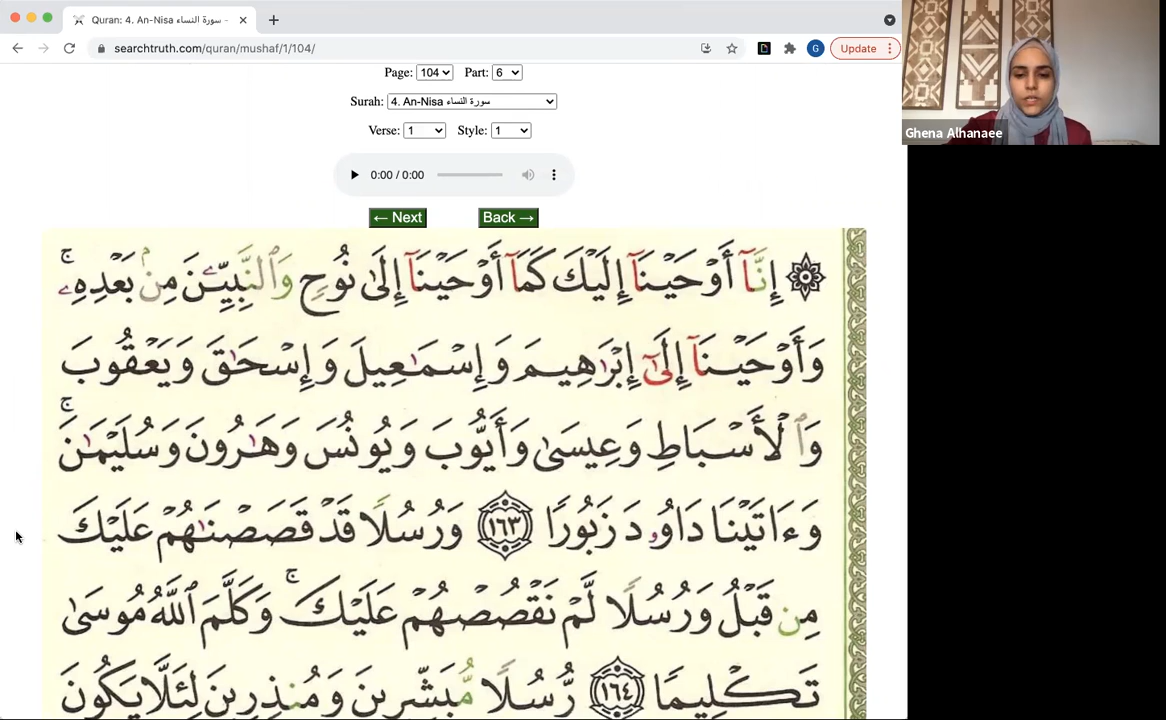 Quran: 4. An-Nisa سورة النساء -
searchtruth.com/quran/mushaf/1/104/
G
Update
Page: 104 Part: 6
Surah: 4. An-Nisa سورة النساء
Verse: 1 Style: 1
0:00 / 0:00
← Next Back →
Ghena Alhanaee
۞ إِنَّآ أَوْحَيْنَآ إِلَيْكَ كَمَآ أَوْحَيْنَآ إِلَىٰ نُوحٍ وَٱلنَّبِيِّـۧنَ مِنۢ بَعْدِهِۦ ۚ
وَأَوْحَيْنَآ إِلَىٰٓ إِبْرَٰهِيمَ وَإِسْمَـٰعِيلَ وَإِسْحَـٰقَ وَيَعْقُوبَ
وَٱلْأَسْبَاطِ وَعِيسَىٰ وَأَيُّوبَ وَيُونُسَ وَهَـٰرُونَ وَسُلَيْمَـٰنَ ۚ
وَءَاتَيْنَا دَاوُۥدَ زَبُورًا ١٦٣ وَرُسُلًا قَدْ قَصَصْنَـٰهُمْ عَلَيْكَ
مِن قَبْلُ وَرُسُلًا لَّمْ نَقْصُصْهُمْ عَلَيْكَ ۚ وَكَلَّمَ ٱللَّهُ مُوسَىٰ
تَكْلِيمًا ١٦٤ رُّسُلًا مُّبَشِّرِينَ وَمُنذِرِينَ لِئَلَّا يَكُونَ